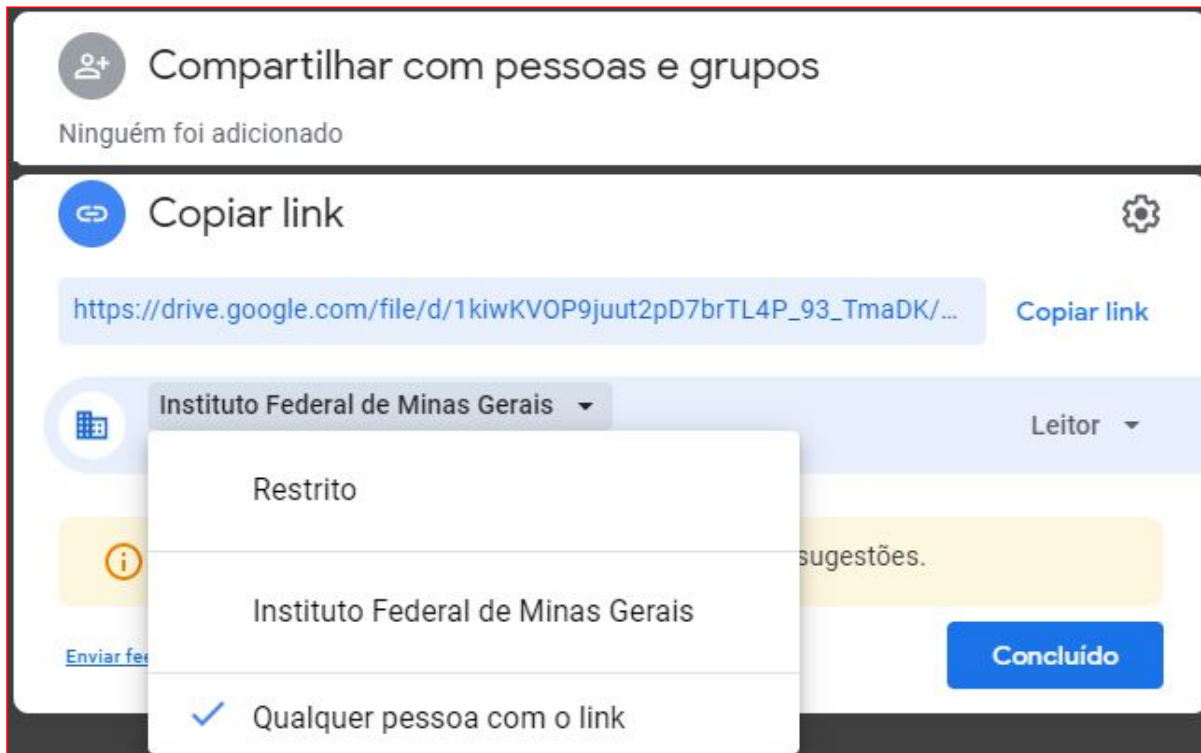 Compartilhar com pessoas e grupos
Ninguém foi adicionado
Copiar link
https://drive.google.com/file/d/1kiwKVOP9juut2pD7brTL4P_93_TmaDK/... Copiar link
Instituto Federal de Minas Gerais
Leitor
Restrito
sugestões.
Instituto Federal de Minas Gerais
Enviar fee
Concluído
Qualquer pessoa com o link